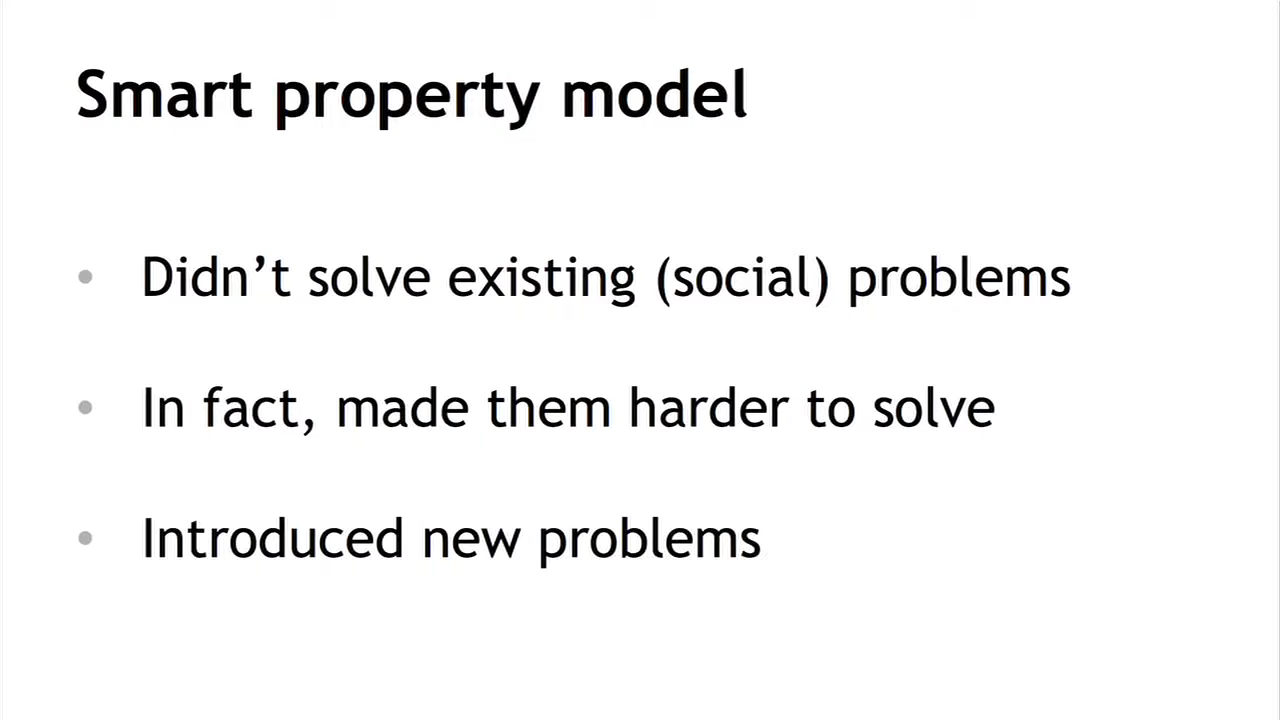 Smart property model
• Didn’t solve existing (social) problems
• In fact, made them harder to solve
• Introduced new problems